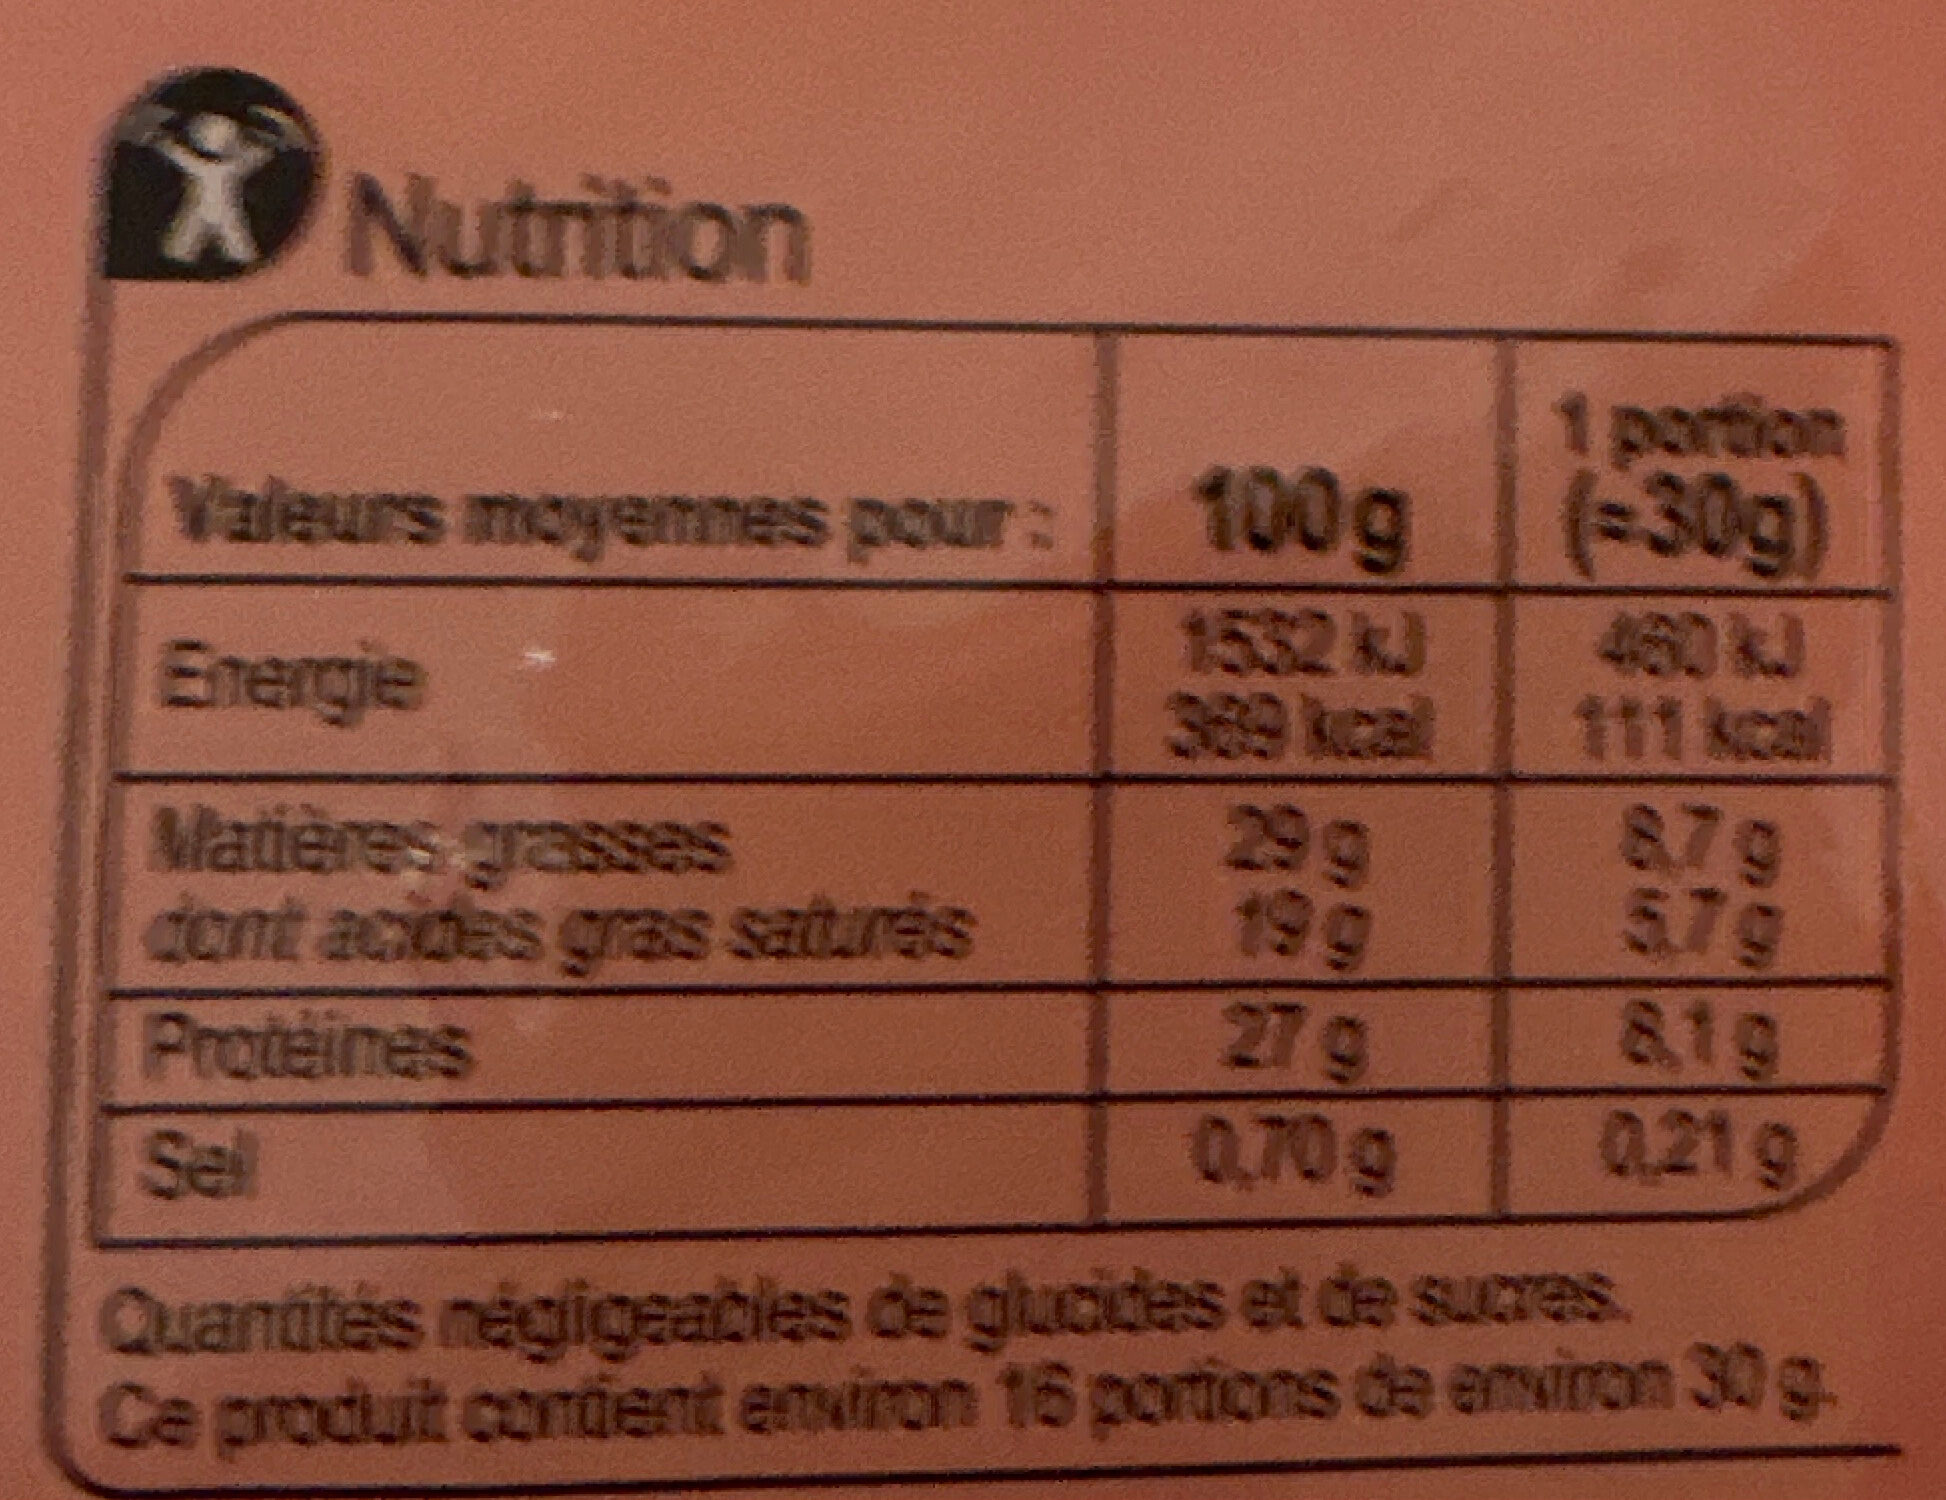 Nutrition
Valeurs moyennes pour :
100 g
1 portion
(=30g)
Energie
1532 kJ
369 kcal
460 kJ
111 kcal
Matières grasses
dont acides gras saturés
29 g
19 g
8,7 g
5,7 g
Protéines
27 g
8,1 g
Sel
0,70 g
0,21 g
Quantités négligeables de glucides et de sucres.
Ce produit contient environ 16 portions de environ 30 g.